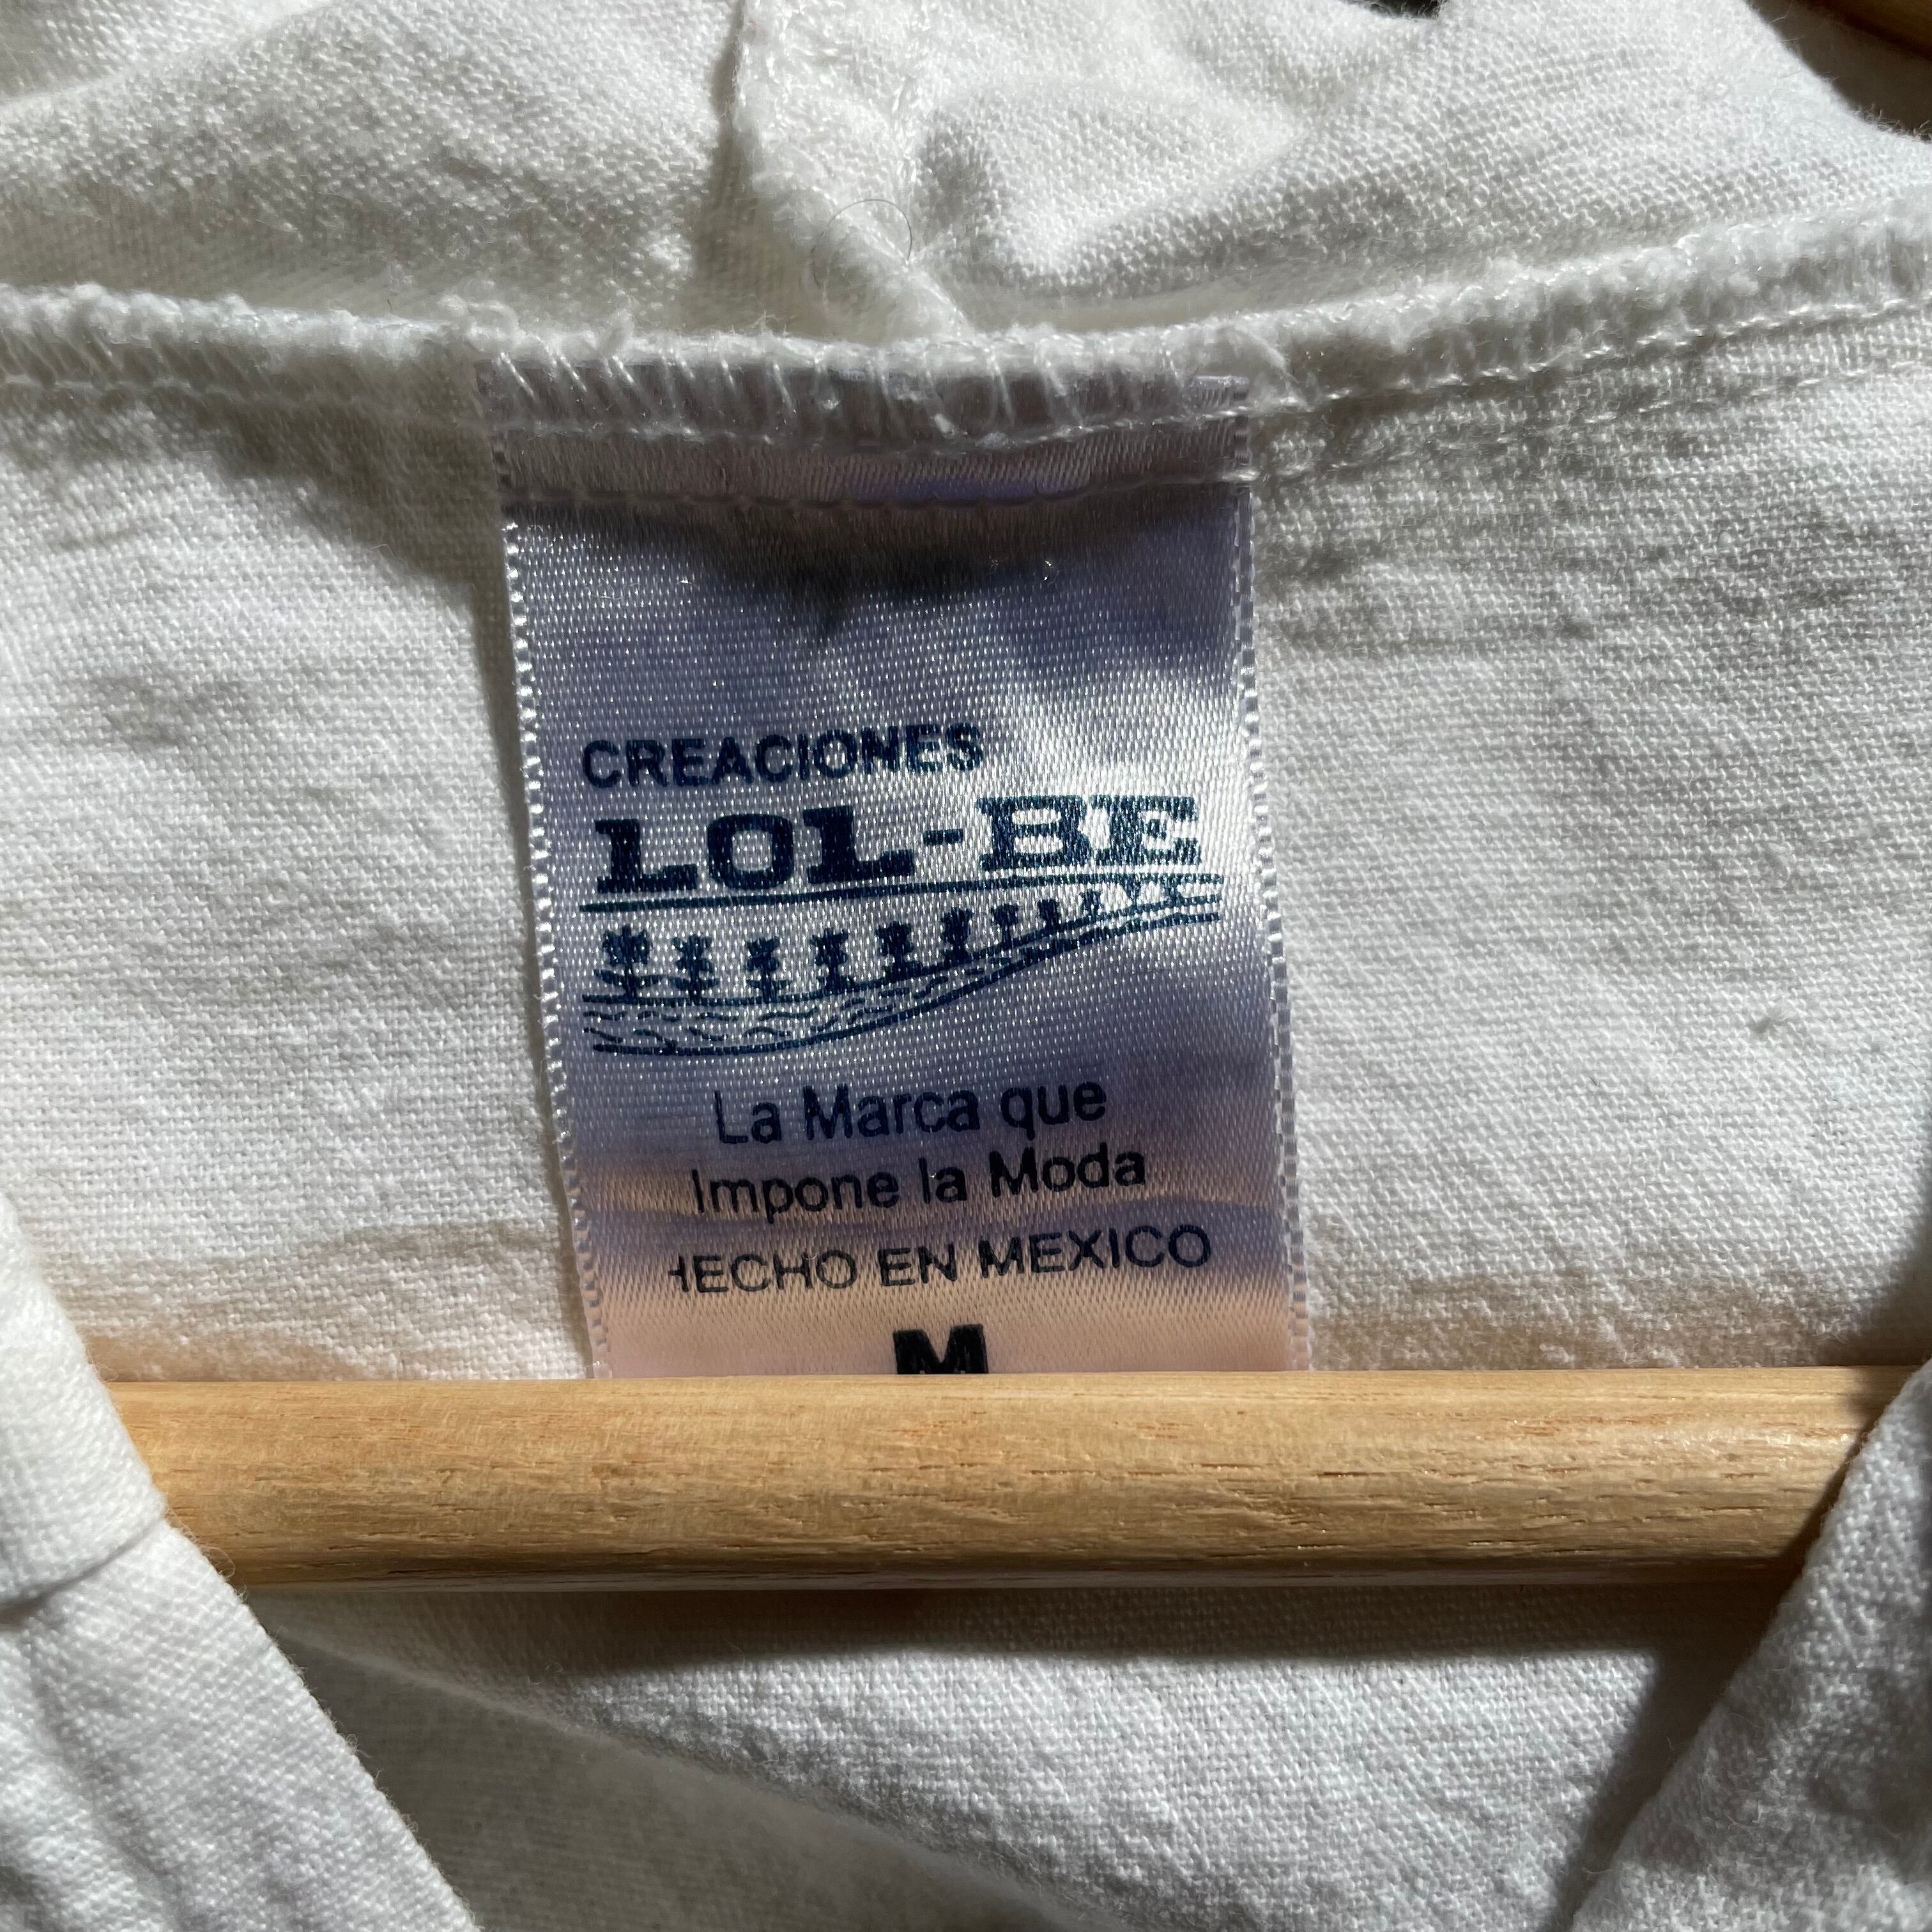 CREACIONES
LOL-BE
La Marca que
Impone la Moda
HECHO EN MEXICO
M